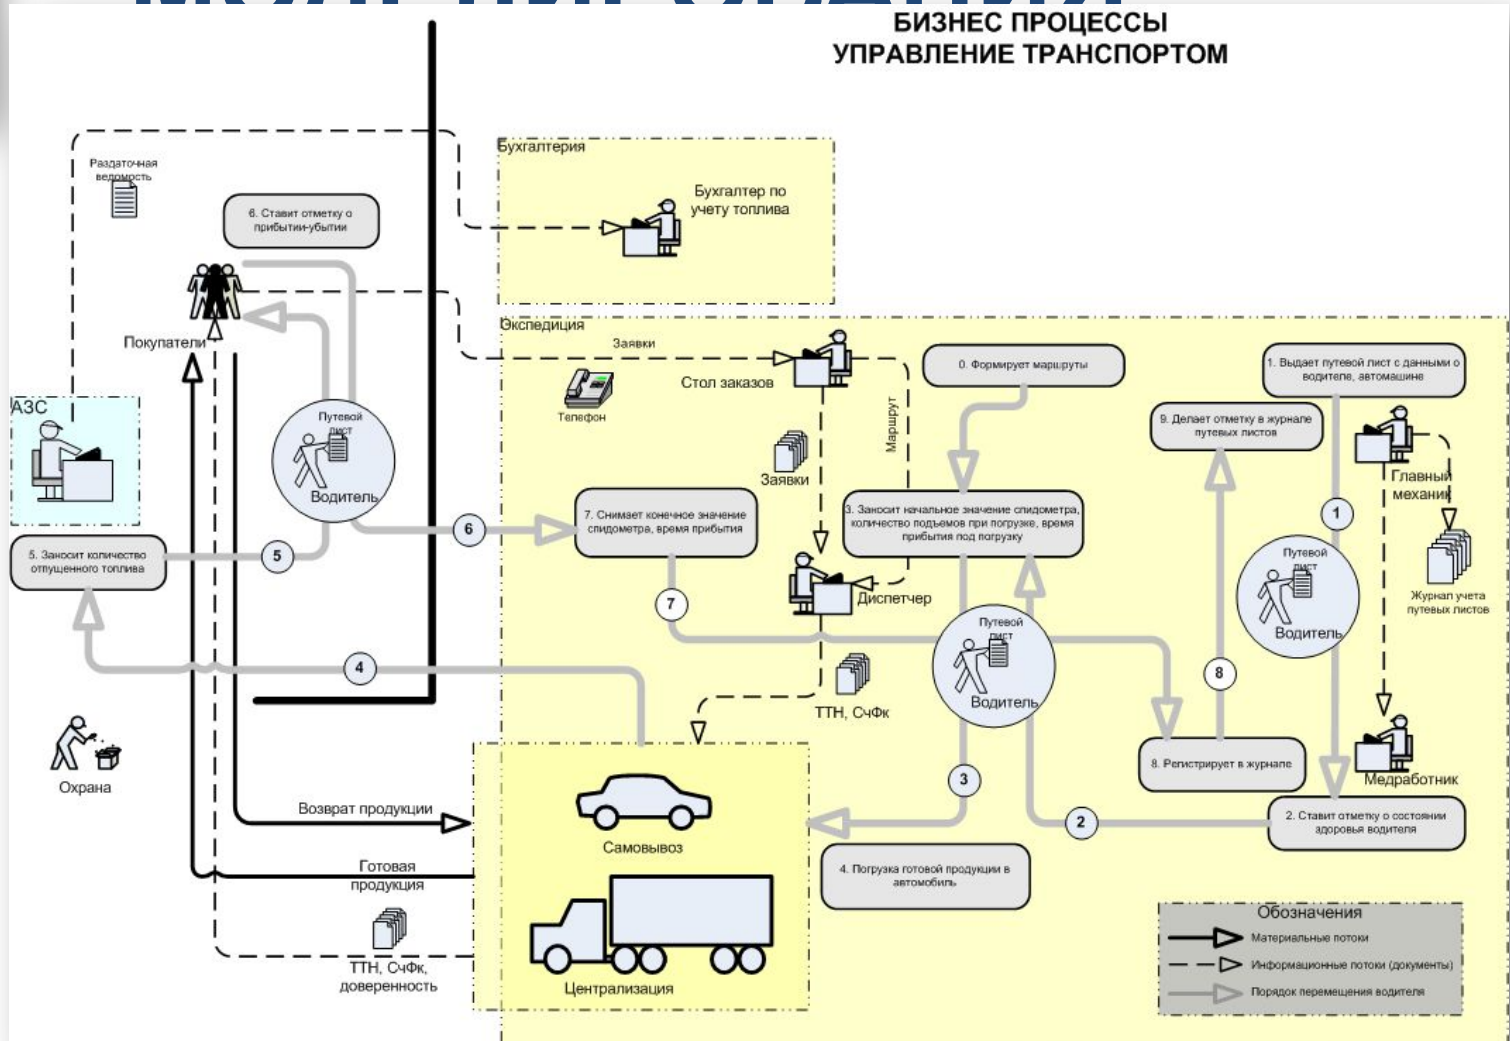 БИЗНЕС ПРОЦЕССЫ
УПРАВЛЕНИЕ ТРАНСПОРТОМ
Раздаточная
ведомость
6. Ставит отметку о
прибытии-убытии
Покупатели
АЗС
Путевой
лист
Водитель
5. Заносит количество
отпущенного топлива
5
6
4
Охрана
Возврат продукции
Готовая
продукция
ТТН, СчФк,
доверенность
Бухгалтерия
Бухгалтер по
учету топлива
Экспедиция
Заявки
Телефон
Стол заказов
Заявки
Маршрут
0. Формирует маршруты
1. Выдает путевой лист с данными о
водителе, автомашине
9. Делает отметку в журнале
путевых листов
Главный
механик
Журнал учета
путевых листов
7. Снимает конечное значение
спидометра, время прибытия
3. Заносит начальное значение спидометра,
количество подъемов при погрузке, время
прибытия под погрузку
1
Путевой
лист
Водитель
7
Диспетчер
Путевой
лист
Водитель
8
ТТН, СчФк
8. Регистрирует в журнале
Медработник
3
2
2. Ставит отметку о состоянии
здоровья водителя
Самовывоз
4. Погрузка готовой продукции в
автомобиль
Централизация
Обозначения
Материальные потоки
Информационные потоки (документы)
Порядок перемещения водителя